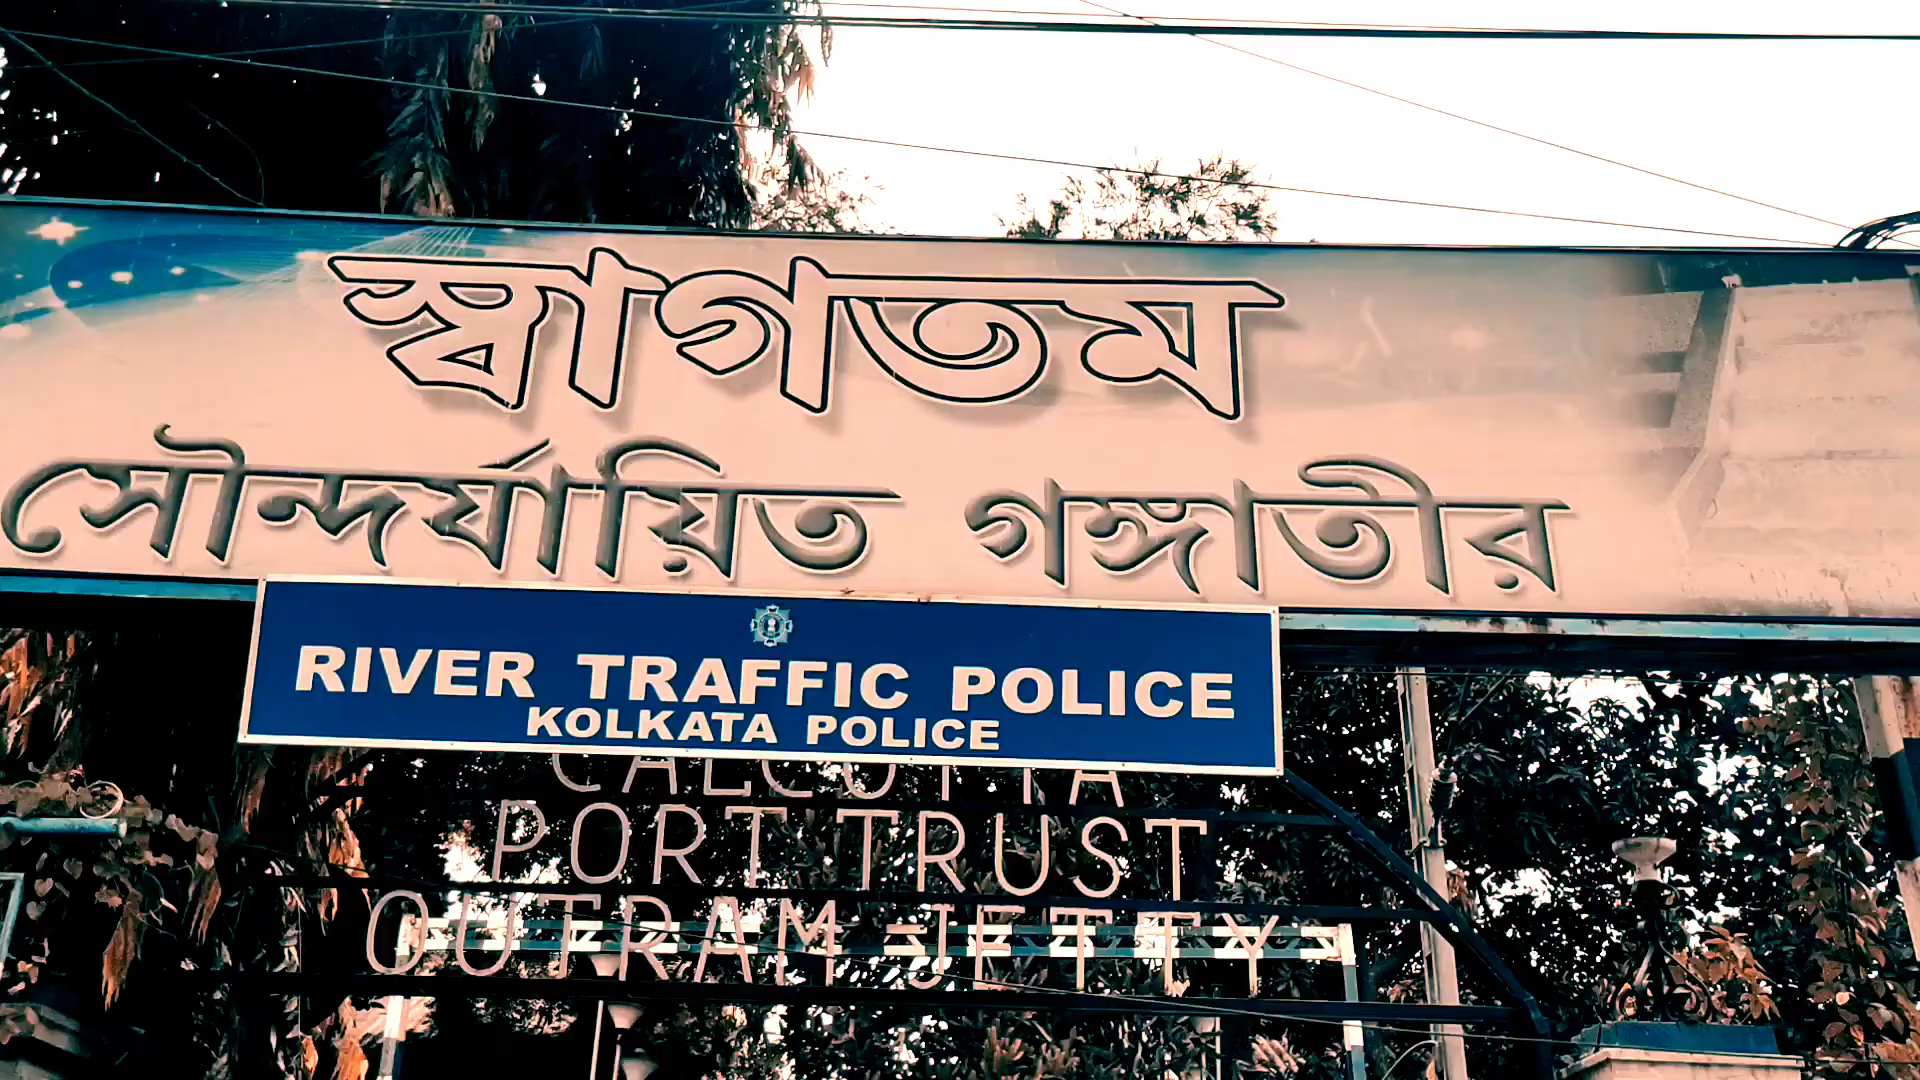 স্বাগতম
সৌন্দর্যায়িত গঙ্গাতীর
RIVER TRAFFIC POLICE
KOLKATA POLICE
CALCUTTA
PORT TRUST
OUTRAM JETTY